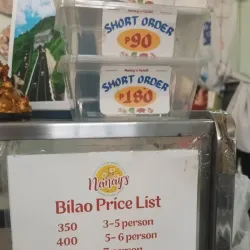 SHORT ORDER
₱90
SHORT ORDER
₱180
Nanay's
Bilao Price List
350 3-5 person
400 5-6 person